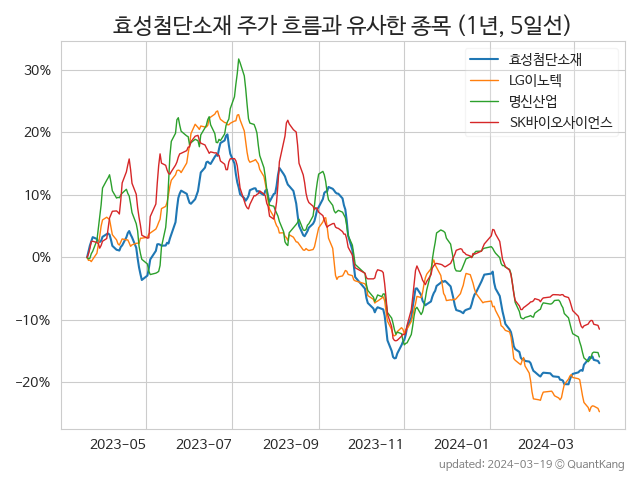 효성첨단소재 주가 흐름과 유사한 종목 (1년, 5일선)
효성첨단소재
LG이노텍
명신산업
SK바이오사이언스
30%
20%
10%
0%
−10%
−20%
2023-05 2023-07 2023-09 2023-11 2024-01 2024-03
updated: 2024-03-19 © QuantKang